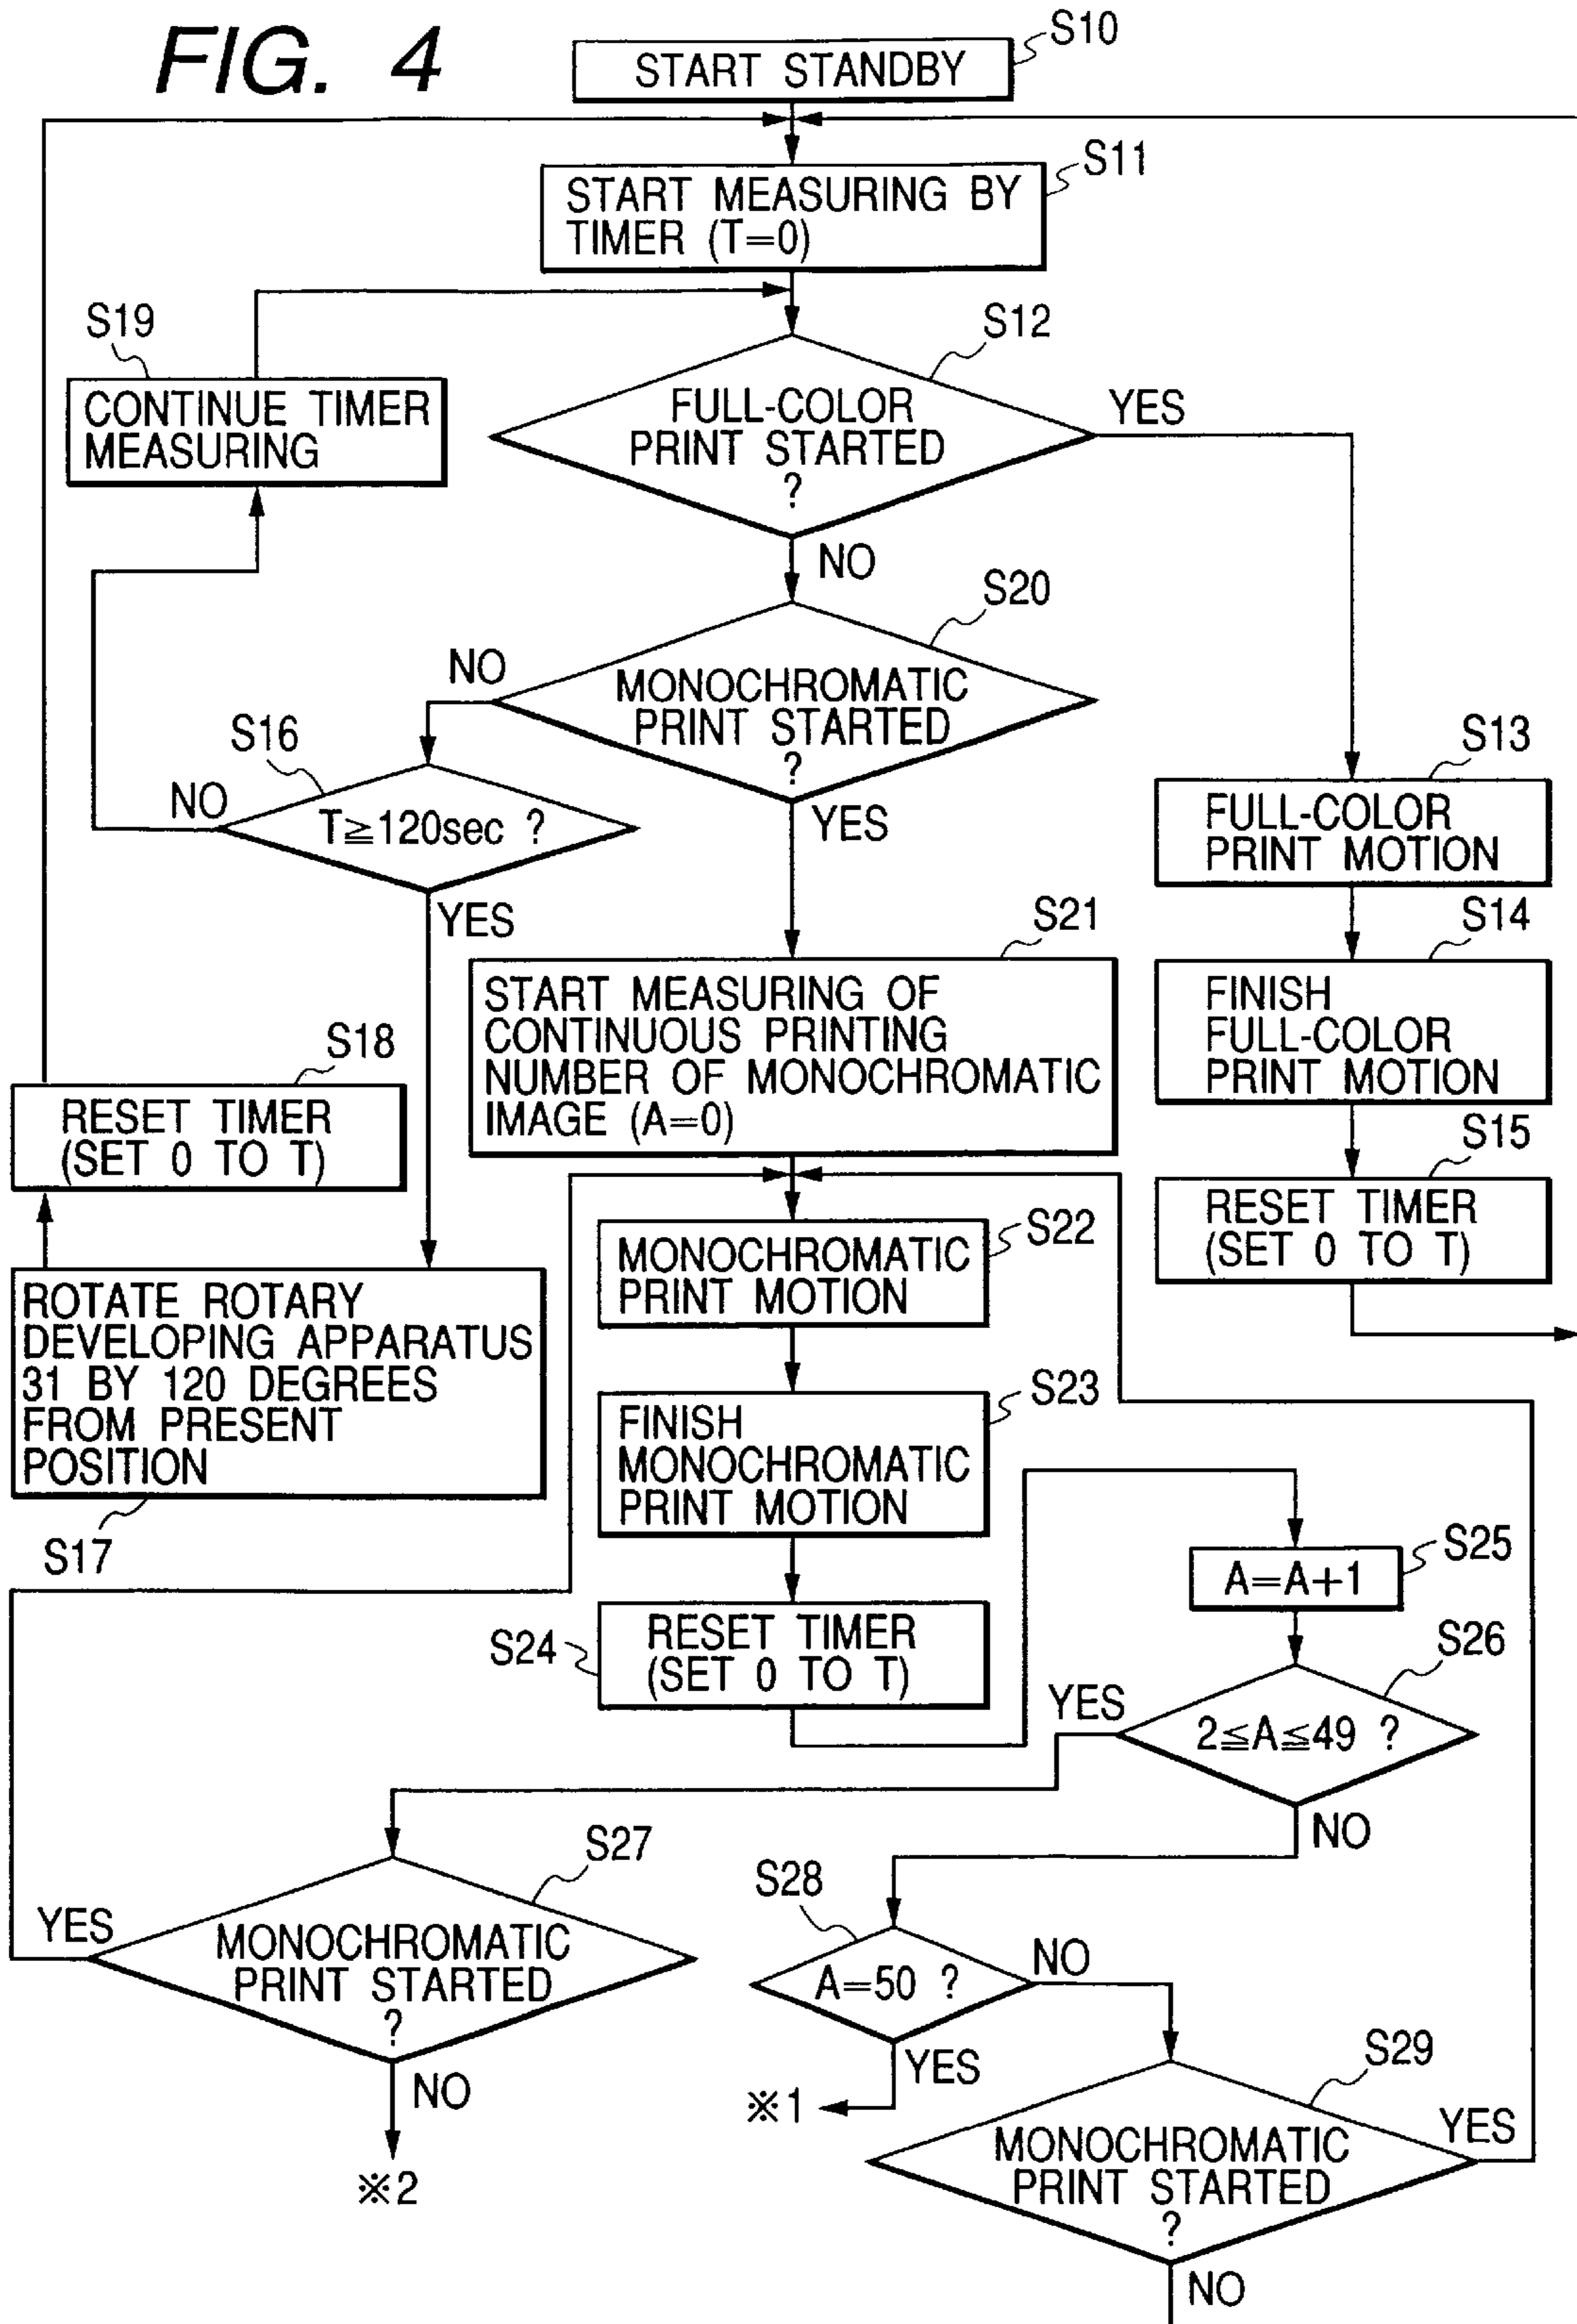 FIG. 4
START STANDBY
S10
START MEASURING BY
TIMER (T=0)
S11
S19
CONTINUE TIMER
MEASURING
S12
FULL-COLOR
PRINT STARTED
?
YES
NO
S20
MONOCHROMATIC
PRINT STARTED
?
NO
YES
S16
T≧120sec ?
NO
YES
S13
FULL-COLOR
PRINT MOTION
S14
FINISH
FULL-COLOR
PRINT MOTION
S15
RESET TIMER
(SET 0 TO T)
S21
START MEASURING OF
CONTINUOUS PRINTING
NUMBER OF MONOCHROMATIC
IMAGE (A=0)
S18
RESET TIMER
(SET 0 TO T)
ROTATE ROTARY
DEVELOPING APPARATUS
31 BY 120 DEGREES
FROM PRESENT
POSITION
S17
MONOCHROMATIC
PRINT MOTION
S22
FINISH
MONOCHROMATIC
PRINT MOTION
S23
S24
RESET TIMER
(SET 0 TO T)
A=A+1
S25
S26
2≦A≦49 ?
YES
NO
S27
MONOCHROMATIC
PRINT STARTED
?
YES
NO
※2
S28
A=50 ?
NO
YES
※1
S29
MONOCHROMATIC
PRINT STARTED
?
YES
NO